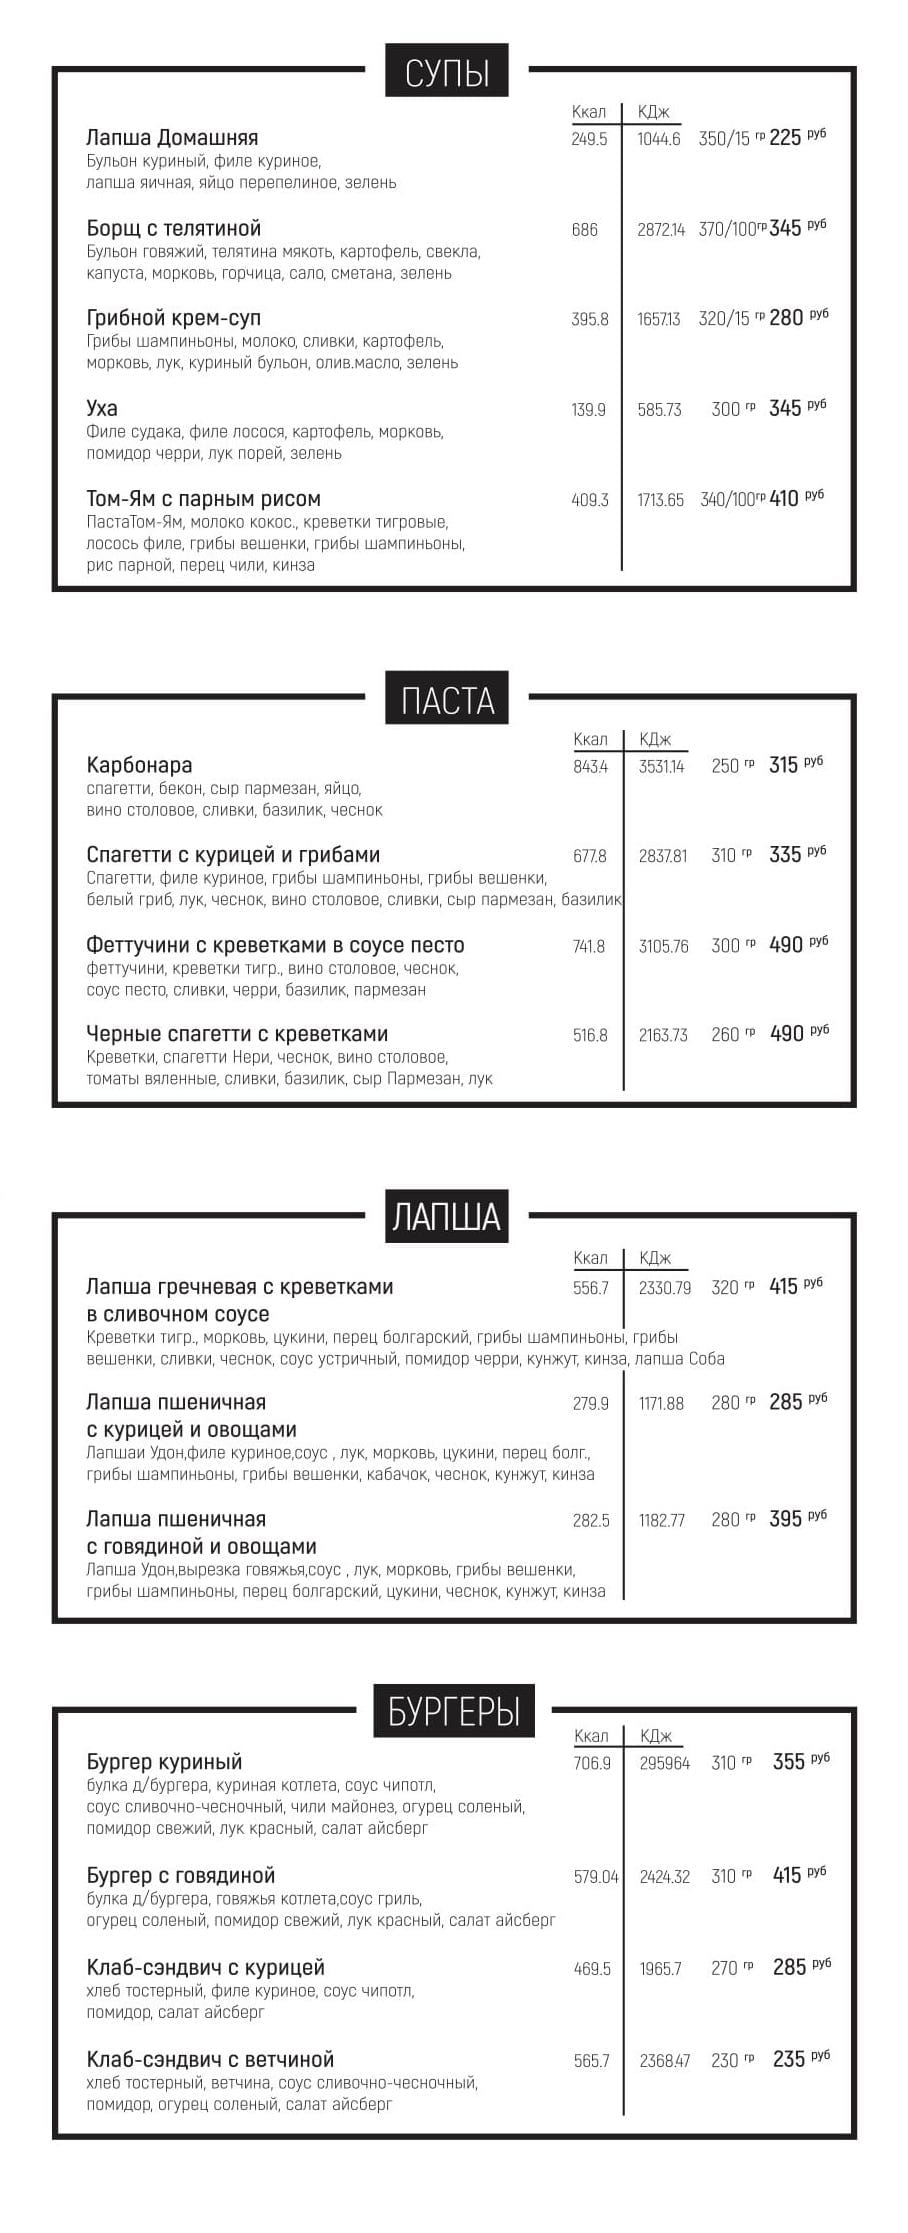 СУПЫ
Ккал КДж
Лапша Домашняя 249.5 1044.6 350/15 гр 225 руб
Бульон куриный, филе куриное,
лапша яичная, яйцо перепелиное, зелень
Борщ с телятиной 686 2872.14 370/100гр 345 руб
Бульон говяжий, телятина мякоть, картофель, свекла,
капуста, морковь, горчица, сало, сметана, зелень
Грибной крем-суп 395.8 1657.13 320/15 гр 280 руб
Грибы шампиньоны, молоко, сливки, картофель,
морковь, лук, куриный бульон, олив.масло, зелень
Уха 139.9 585.73 300 гр 345 руб
Филе судака, филе лосося, картофель, морковь,
помидор черри, лук порей, зелень
Том-Ям с парным рисом 409.3 1713.65 340/100гр 410 руб
ПастаТом-Ям, молоко кокос., креветки тигровые,
лосось филе, грибы вешенки, грибы шампиньоны,
рис парной, перец чили, кинза
ПАСТА
Ккал КДж
Карбонара 843.4 3531.14 250 гр 315 руб
спагетти, бекон, сыр пармезан, яйцо,
вино столовое, сливки, базилик, чеснок
Спагетти с курицей и грибами 677.8 2837.81 310 гр 335 руб
Спагетти, филе куриное, грибы шампиньоны, грибы вешенки,
белый гриб, лук, чеснок, вино столовое, сливки, сыр пармезан, базилик
Феттучини с креветками в соусе песто 741.8 3105.76 300 гр 490 руб
феттучини, креветки тигр., вино столовое, чеснок,
соус песто, сливки, черри, базилик, пармезан
Черные спагетти с креветками 516.8 2163.73 260 гр 490 руб
Креветки, спагетти Нери, чеснок, вино столовое,
томаты вяленные, сливки, базилик, сыр Пармезан, лук
ЛАПША
Ккал КДж
Лапша гречневая с креветками 556.7 2330.79 320 гр 415 руб
в сливочном соусе
Креветки тигр., морковь, цукини, перец болгарский, грибы шампиньоны, грибы
вешенки, сливки, чеснок, соус устричный, помидор черри, кунжут, кинза, лапша Соба
Лапша пшеничная 279.9 1171.88 280 гр 285 руб
с курицей и овощами
Лапшаи Удон,филе куриное,соус , лук, морковь, цукини, перец болг.,
грибы шампиньоны, грибы вешенки, кабачок, чеснок, кунжут, кинза
Лапша пшеничная 282.5 1182.77 280 гр 395 руб
с говядиной и овощами
Лапша Удон,вырезка говяжья,соус , лук, морковь, грибы вешенки,
грибы шампиньоны, перец болгарский, цукини, чеснок, кунжут, кинза
БУРГЕРЫ
Ккал КДж
Бургер куриный 706.9 295964 310 гр 355 руб
булка д/бургера, куриная котлета, соус чипотл,
соус сливочно-чесночный, чили майонез, огурец соленый,
помидор свежий, лук красный, салат айсберг
Бургер с говядиной 579.04 2424.32 310 гр 415 руб
булка д/бургера, говяжья котлета,соус гриль,
огурец соленый, помидор свежий, лук красный, салат айсберг
Клаб-сэндвич с курицей 469.5 1965.7 270 гр 285 руб
хлеб тостерный, филе куриное, соус чипотл,
помидор, салат айсберг
Клаб-сэндвич с ветчиной 565.7 2368.47 230 гр 235 руб
хлеб тостерный, ветчина, соус сливочно-чесночный,
помидор, огурец соленый, салат айсберг